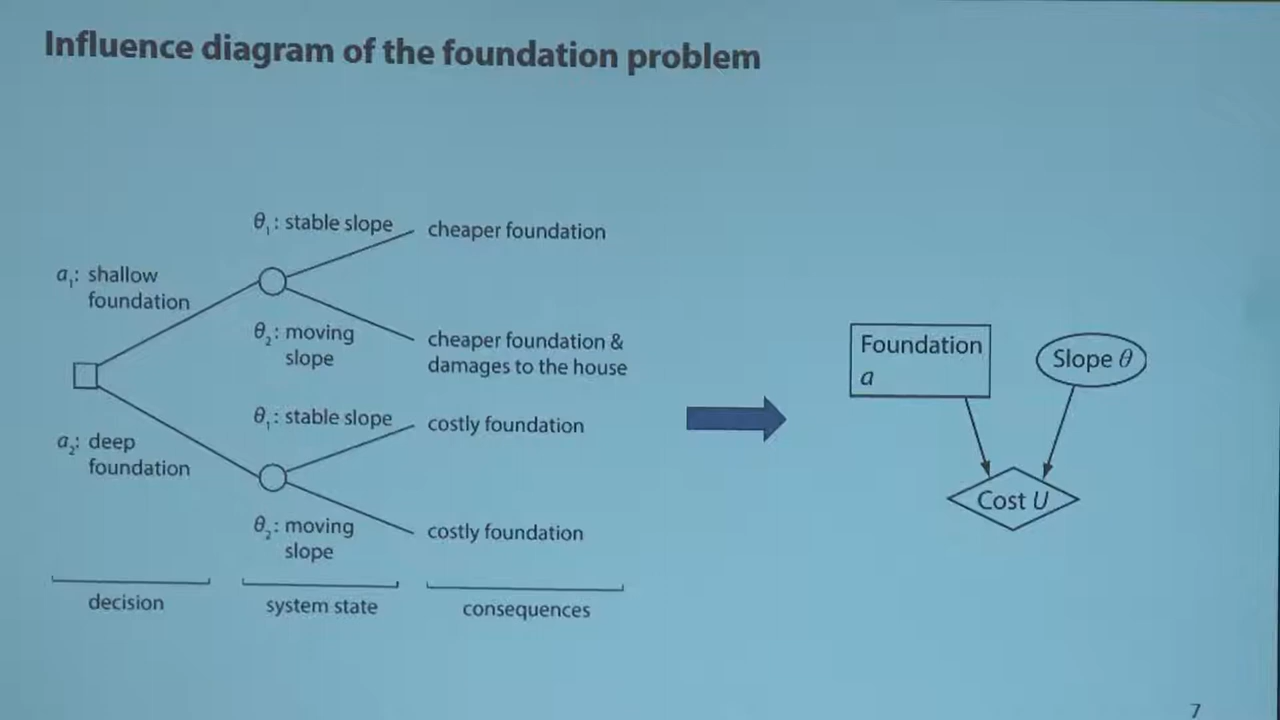 Influence diagram of the foundation problem
θ₁: stable slope
cheaper foundation
a₁: shallow
foundation
θ₂: moving
slope
cheaper foundation &
damages to the house
θ₁: stable slope
costly foundation
a₂: deep
foundation
θ₂: moving
slope
costly foundation
decision
system state
consequences
Foundation
a
Slope θ
Cost U
7